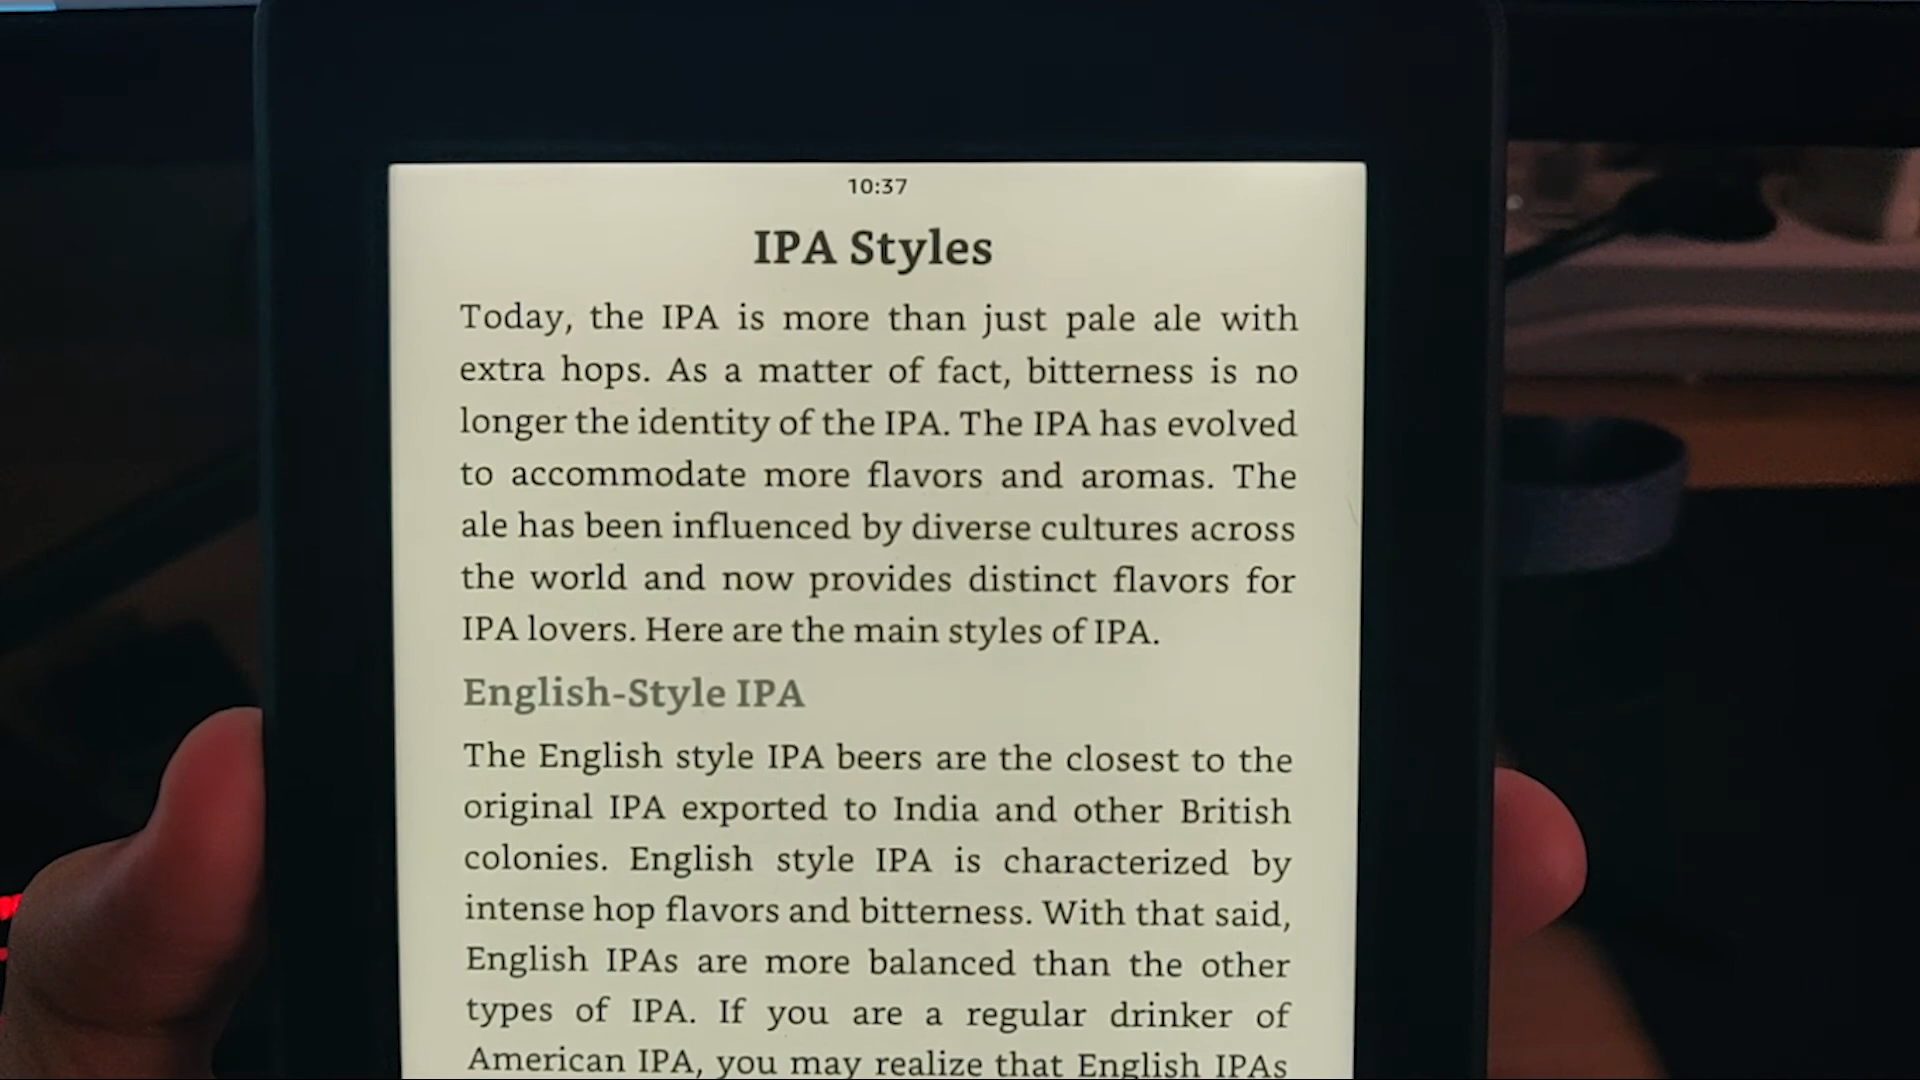 10:37
IPA Styles
Today, the IPA is more than just pale ale with
extra hops. As a matter of fact, bitterness is no
longer the identity of the IPA. The IPA has evolved
to accommodate more flavors and aromas. The
ale has been influenced by diverse cultures across
the world and now provides distinct flavors for
IPA lovers. Here are the main styles of IPA.
English-Style IPA
The English style IPA beers are the closest to the
original IPA exported to India and other British
colonies. English style IPA is characterized by
intense hop flavors and bitterness. With that said,
English IPAs are more balanced than the other
types of IPA. If you are a regular drinker of
American IPA, you may realize that English IPAs